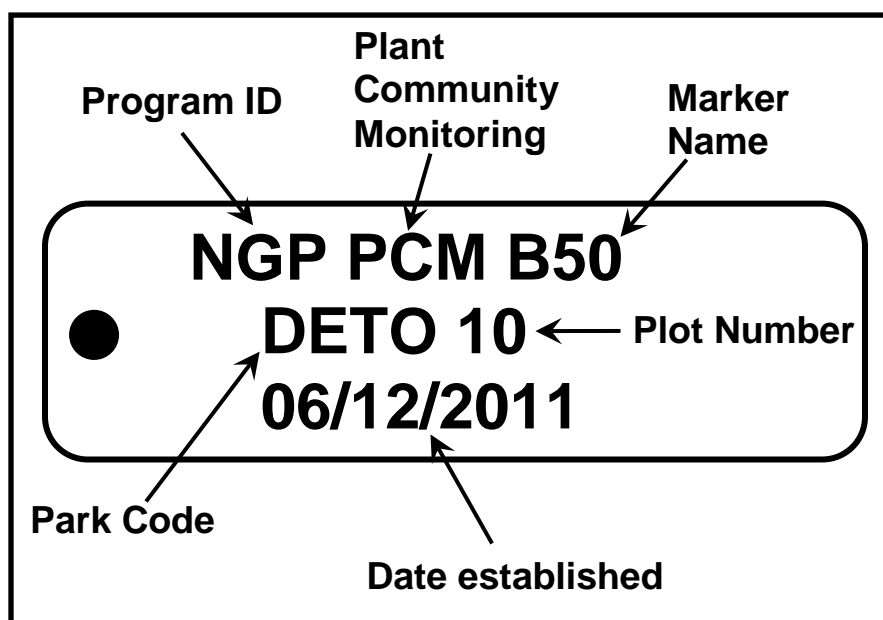 Plant
Community
Monitoring
Program ID
Marker
Name
NGP PCM B50
DETO 10
Plot Number
06/12/2011
Park Code
Date established